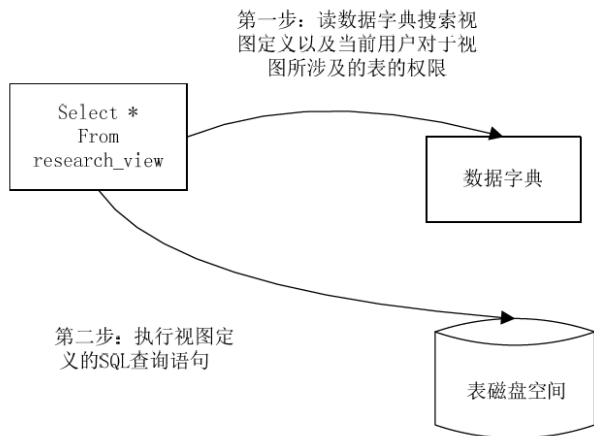 第一步：读数据字典搜索视
图定义以及当前用户对于视
图所涉及的表的权限
Select *
From
research_view
数据字典
第二步：执行视图定
义的SQL查询语句
表磁盘空间